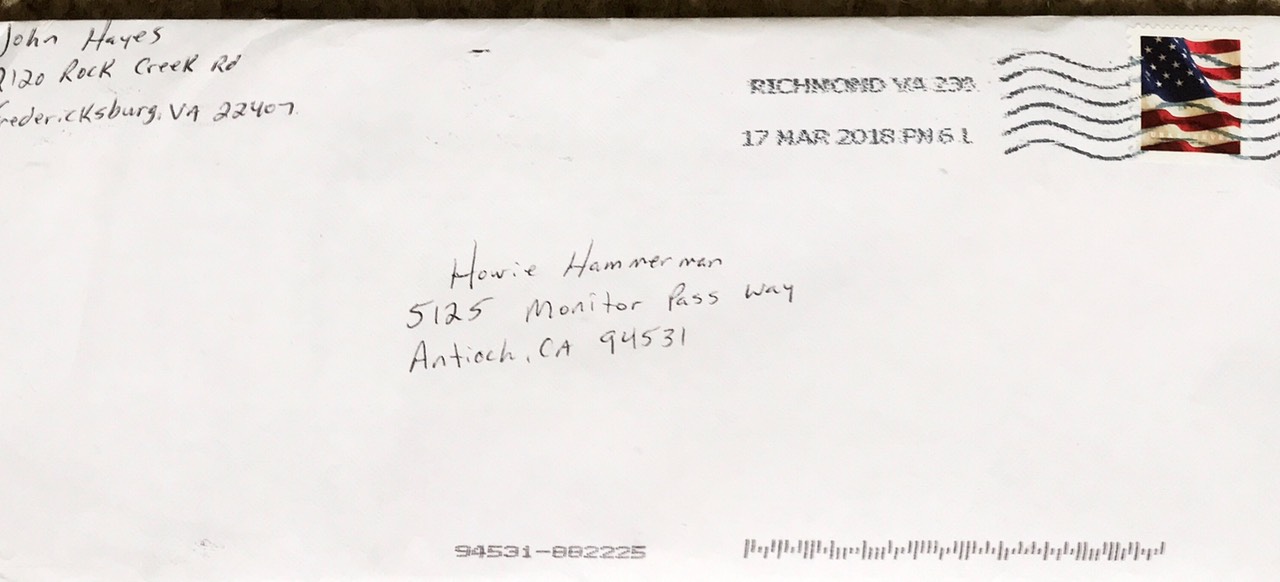 John Hayes
2120 Rock Creek Rd
Fredericksburg, VA 22407
RICHMOND VA 230
17 MAR 2018 PM 6 L
Howie Hammerman
5125 Monitor Pass Way
Antioch, CA 94531
94531-882225